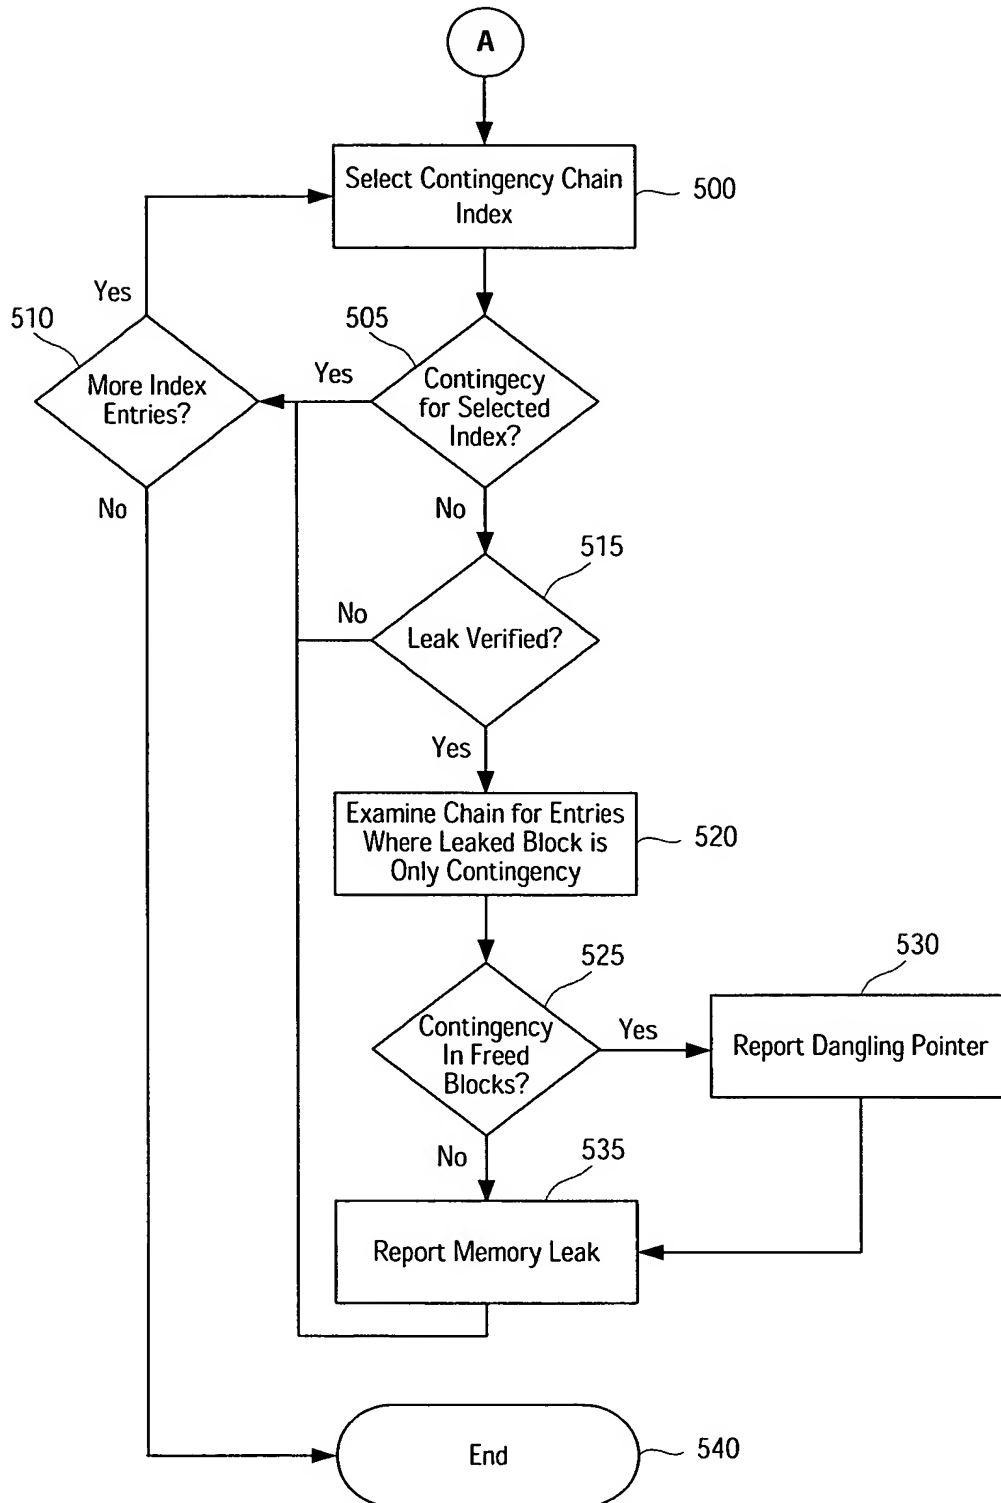 A
Select Contingency Chain
Index
500
Yes
510
More Index
Entries?
No
505
Yes
Contingecy
for Selected
Index?
No
515
No
Leak Verified?
Yes
Examine Chain for Entries
Where Leaked Block is
Only Contingency
520
525
Contingency
In Freed
Blocks?
Yes
530
Report Dangling Pointer
No
535
Report Memory Leak
End
540